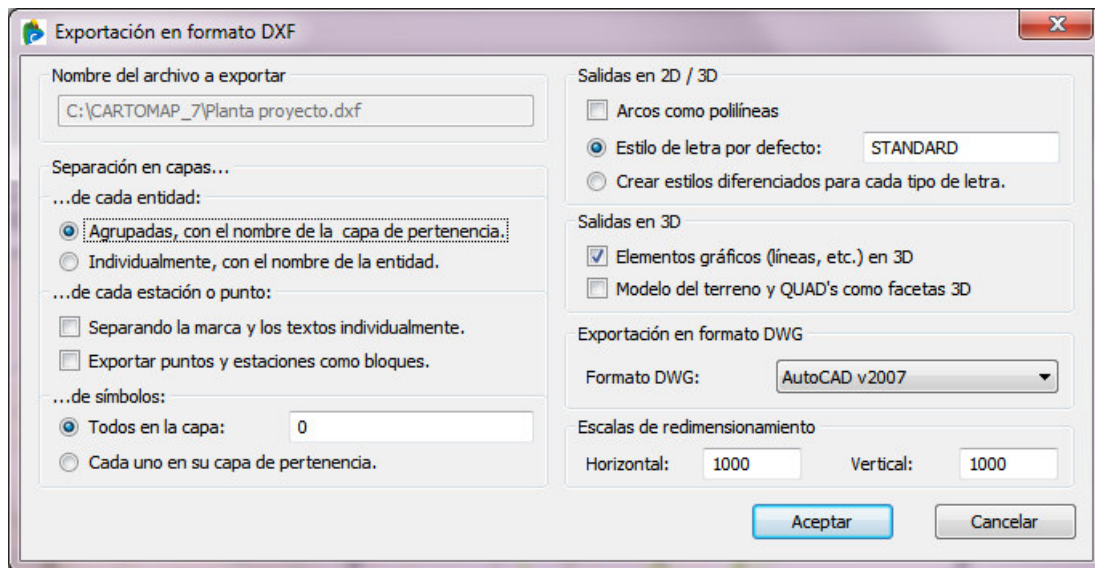 Exportación en formato DXF
Nombre del archivo a exportar
C:\CARTOMAP_7\Planta proyecto.dxf
Separación en capas...
...de cada entidad:
Agrupadas, con el nombre de la capa de pertenencia.
Individualmente, con el nombre de la entidad.
...de cada estación o punto:
Separando la marca y los textos individualmente.
Exportar puntos y estaciones como bloques.
...de símbolos:
Todos en la capa: 0
Cada uno en su capa de pertenencia.
Salidas en 2D / 3D
Arcos como polilíneas
Estilo de letra por defecto: STANDARD
Crear estilos diferenciados para cada tipo de letra.
Salidas en 3D
Elementos gráficos (líneas, etc.) en 3D
Modelo del terreno y QUAD's como facetas 3D
Exportación en formato DWG
Formato DWG: AutoCAD v2007
Escalas de redimensionamiento
Horizontal: 1000 Vertical: 1000
Aceptar Cancelar